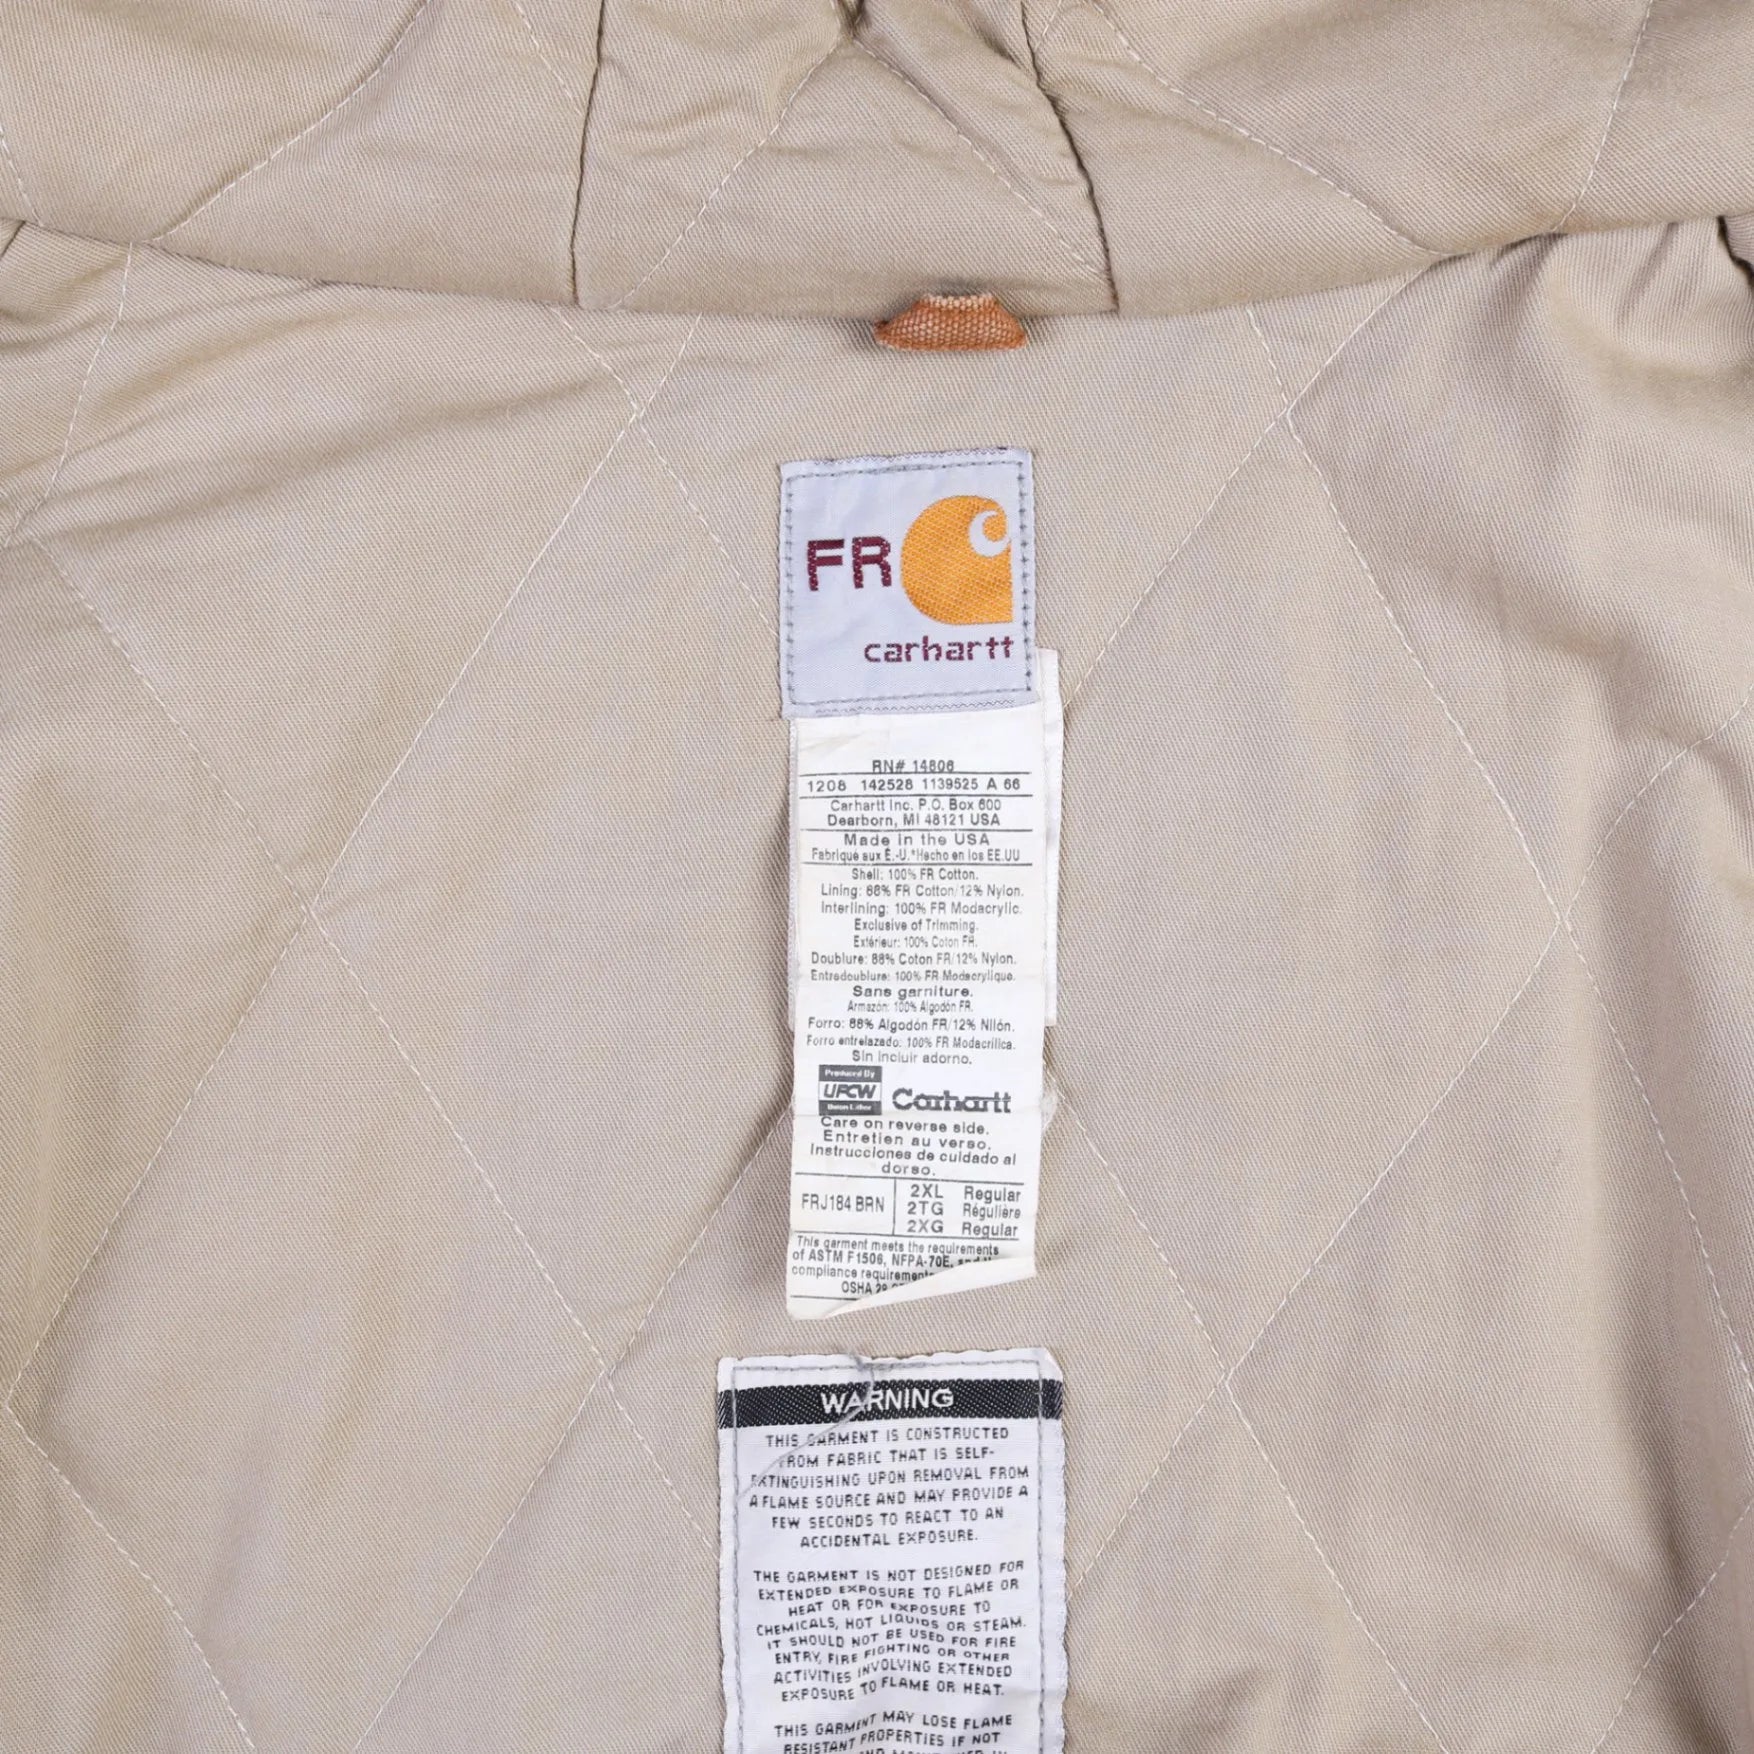 FR
carhartt
RN# 14806
1208 142528 1139525 A 66
Carhartt Inc. P.O. Box 600
Dearborn, MI 48121 USA
Made in the USA
Fabriqué aux É.-U.*Hecho en los EE.UU
Shell: 100% FR Cotton.
Lining: 88% FR Cotton/12% Nylon.
Interlining: 100% FR Modacrylic.
Exclusive of Trimming.
Extérieur: 100% Coton FR.
Doublure: 88% Coton FR/12% Nylon.
Entredoublure: 100% FR Modacrylique.
Sans garniture.
Armazón: 100% Algodón FR.
Forro: 88% Algodón FR/12% Nilón.
Forro entrelazado: 100% FR Modacrílica.
Sin incluir adorno.
Produced By
UFCW
Union Labor
Carhartt
Care on reverse side.
Entretien au verso.
Instrucciones de cuidado al
dorso.
FRJ184 BRN
2XL Regular
2TG Régulière
2XG Regular
This garment meets the requirements
of ASTM F1506, NFPA-70E, and
compliance requirements
OSHA
WARNING
THIS GARMENT IS CONSTRUCTED
FROM FABRIC THAT IS SELF-
EXTINGUISHING UPON REMOVAL FROM
A FLAME SOURCE AND MAY PROVIDE A
FEW SECONDS TO REACT TO AN
ACCIDENTAL EXPOSURE.
THE GARMENT IS NOT DESIGNED FOR
EXTENDED EXPOSURE TO FLAME OR
HEAT OR FOR EXPOSURE TO
CHEMICALS, HOT LIQUIDS OR STEAM.
IT SHOULD NOT BE USED FOR FIRE
ENTRY, FIRE FIGHTING OR OTHER
ACTIVITIES INVOLVING EXTENDED
EXPOSURE TO FLAME OR HEAT.
THIS GARMENT MAY LOSE FLAME
RESISTANT PROPERTIES IF NOT